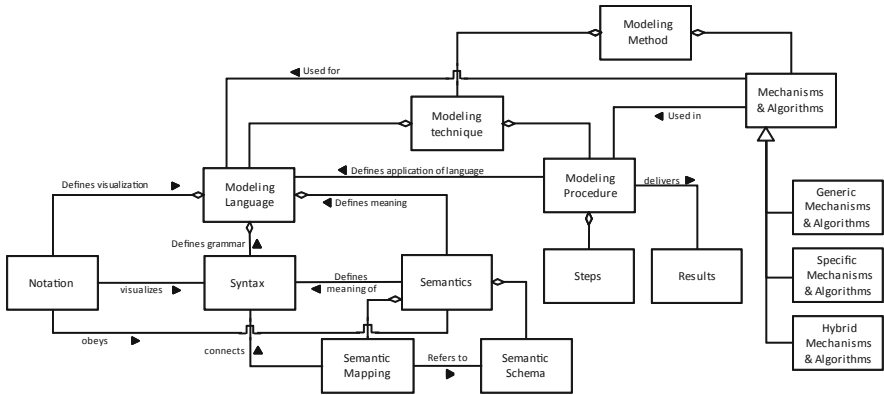 Modeling
Method
Used for
Mechanisms
& Algorithms
Modeling
technique
Used in
Defines application of language
Defines visualization
Modeling
Language
Modeling
Procedure
delivers
Generic
Mechanisms
& Algorithms
Defines meaning
Defines grammar
Notation
Syntax
Defines
meaning of
Semantics
Steps
Results
Specific
Mechanisms
& Algorithms
visualizes
obeys
connects
Semantic
Mapping
Refers to
Semantic
Schema
Hybrid
Mechanisms
& Algorithms